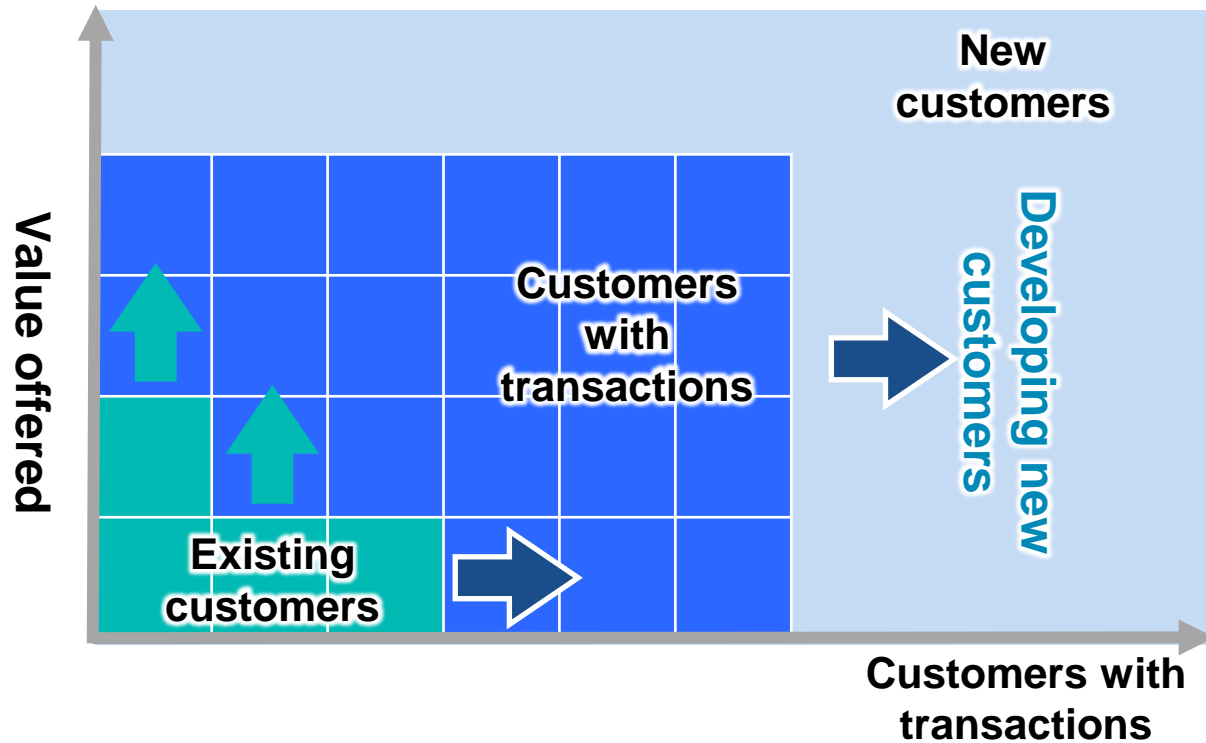 New
customers
Value offered
Customers
with
transactions
Developing new
customers
Existing
customers
Customers with
transactions